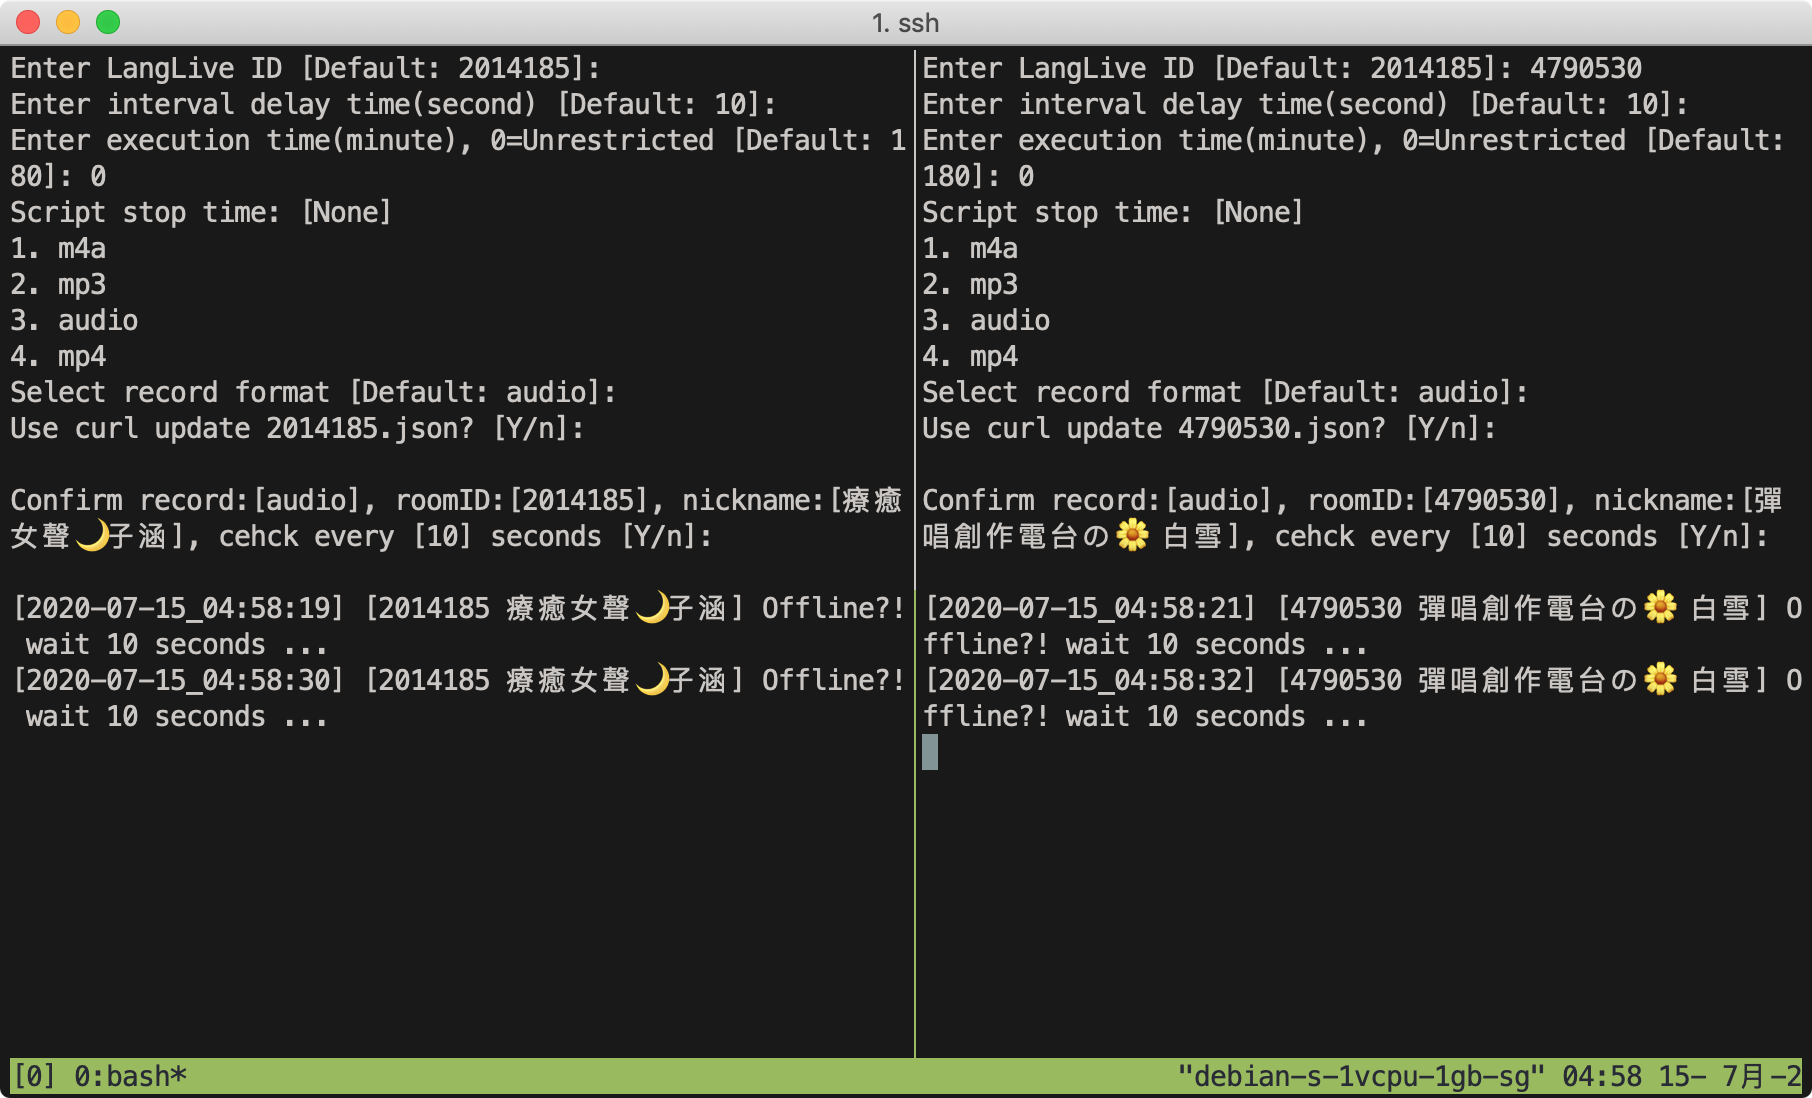 1. ssh
Enter LangLive ID [Default: 2014185]:
Enter interval delay time(second) [Default: 10]:
Enter execution time(minute), 0=Unrestricted [Default: 1
80]: 0
Script stop time: [None]
1. m4a
2. mp3
3. audio
4. mp4
Select record format [Default: audio]:
Use curl update 2014185.json? [Y/n]:
Confirm record:[audio], roomID:[2014185], nickname:[療癒
女聲🌙子涵], cehck every [10] seconds [Y/n]:
[2020-07-15_04:58:19] [2014185 療癒女聲🌙子涵] Offline?!
wait 10 seconds ...
[2020-07-15_04:58:30] [2014185 療癒女聲🌙子涵] Offline?!
wait 10 seconds ...
Enter LangLive ID [Default: 2014185]: 4790530
Enter interval delay time(second) [Default: 10]:
Enter execution time(minute), 0=Unrestricted [Default:
180]: 0
Script stop time: [None]
1. m4a
2. mp3
3. audio
4. mp4
Select record format [Default: audio]:
Use curl update 4790530.json? [Y/n]:
Confirm record:[audio], roomID:[4790530], nickname:[彈
唱創作電台の🌼 白雪], cehck every [10] seconds [Y/n]:
[2020-07-15_04:58:21] [4790530 彈唱創作電台の🌼 白雪] O
ffline?! wait 10 seconds ...
[2020-07-15_04:58:32] [4790530 彈唱創作電台の🌼 白雪] O
ffline?! wait 10 seconds ...
[0] 0:bash* "debian-s-1vcpu-1gb-sg" 04:58 15- 7月-2